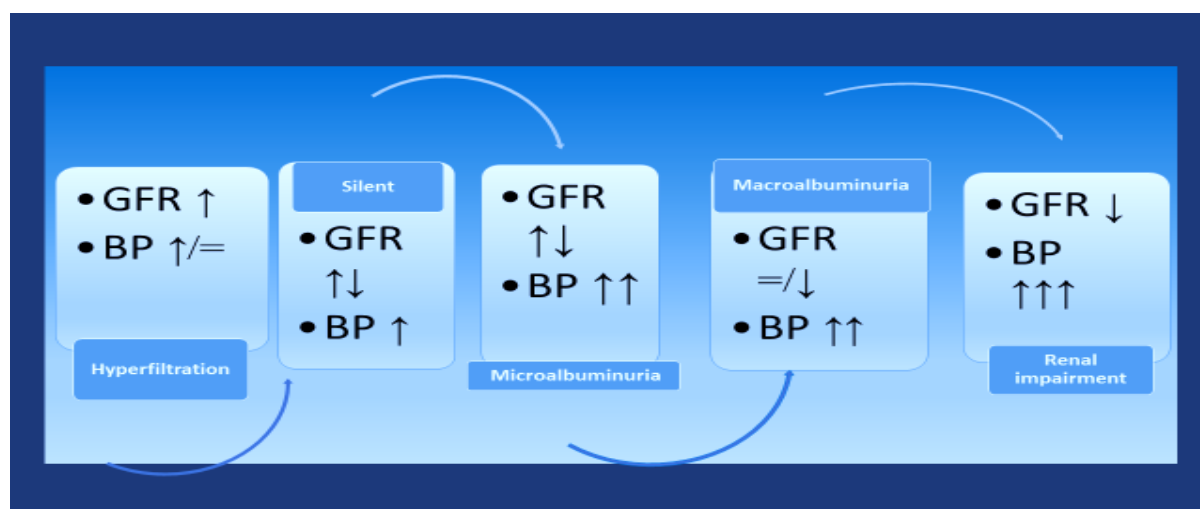 • GFR ↑
• BP ↑/=
Hyperfiltration
Silent
• GFR
↑↓
• BP ↑
• GFR
↑↓
• BP ↑↑
Microalbuminuria
Macroalbuminuria
• GFR
=/↓
• BP ↑↑
• GFR ↓
• BP
↑↑↑
Renal
impairment